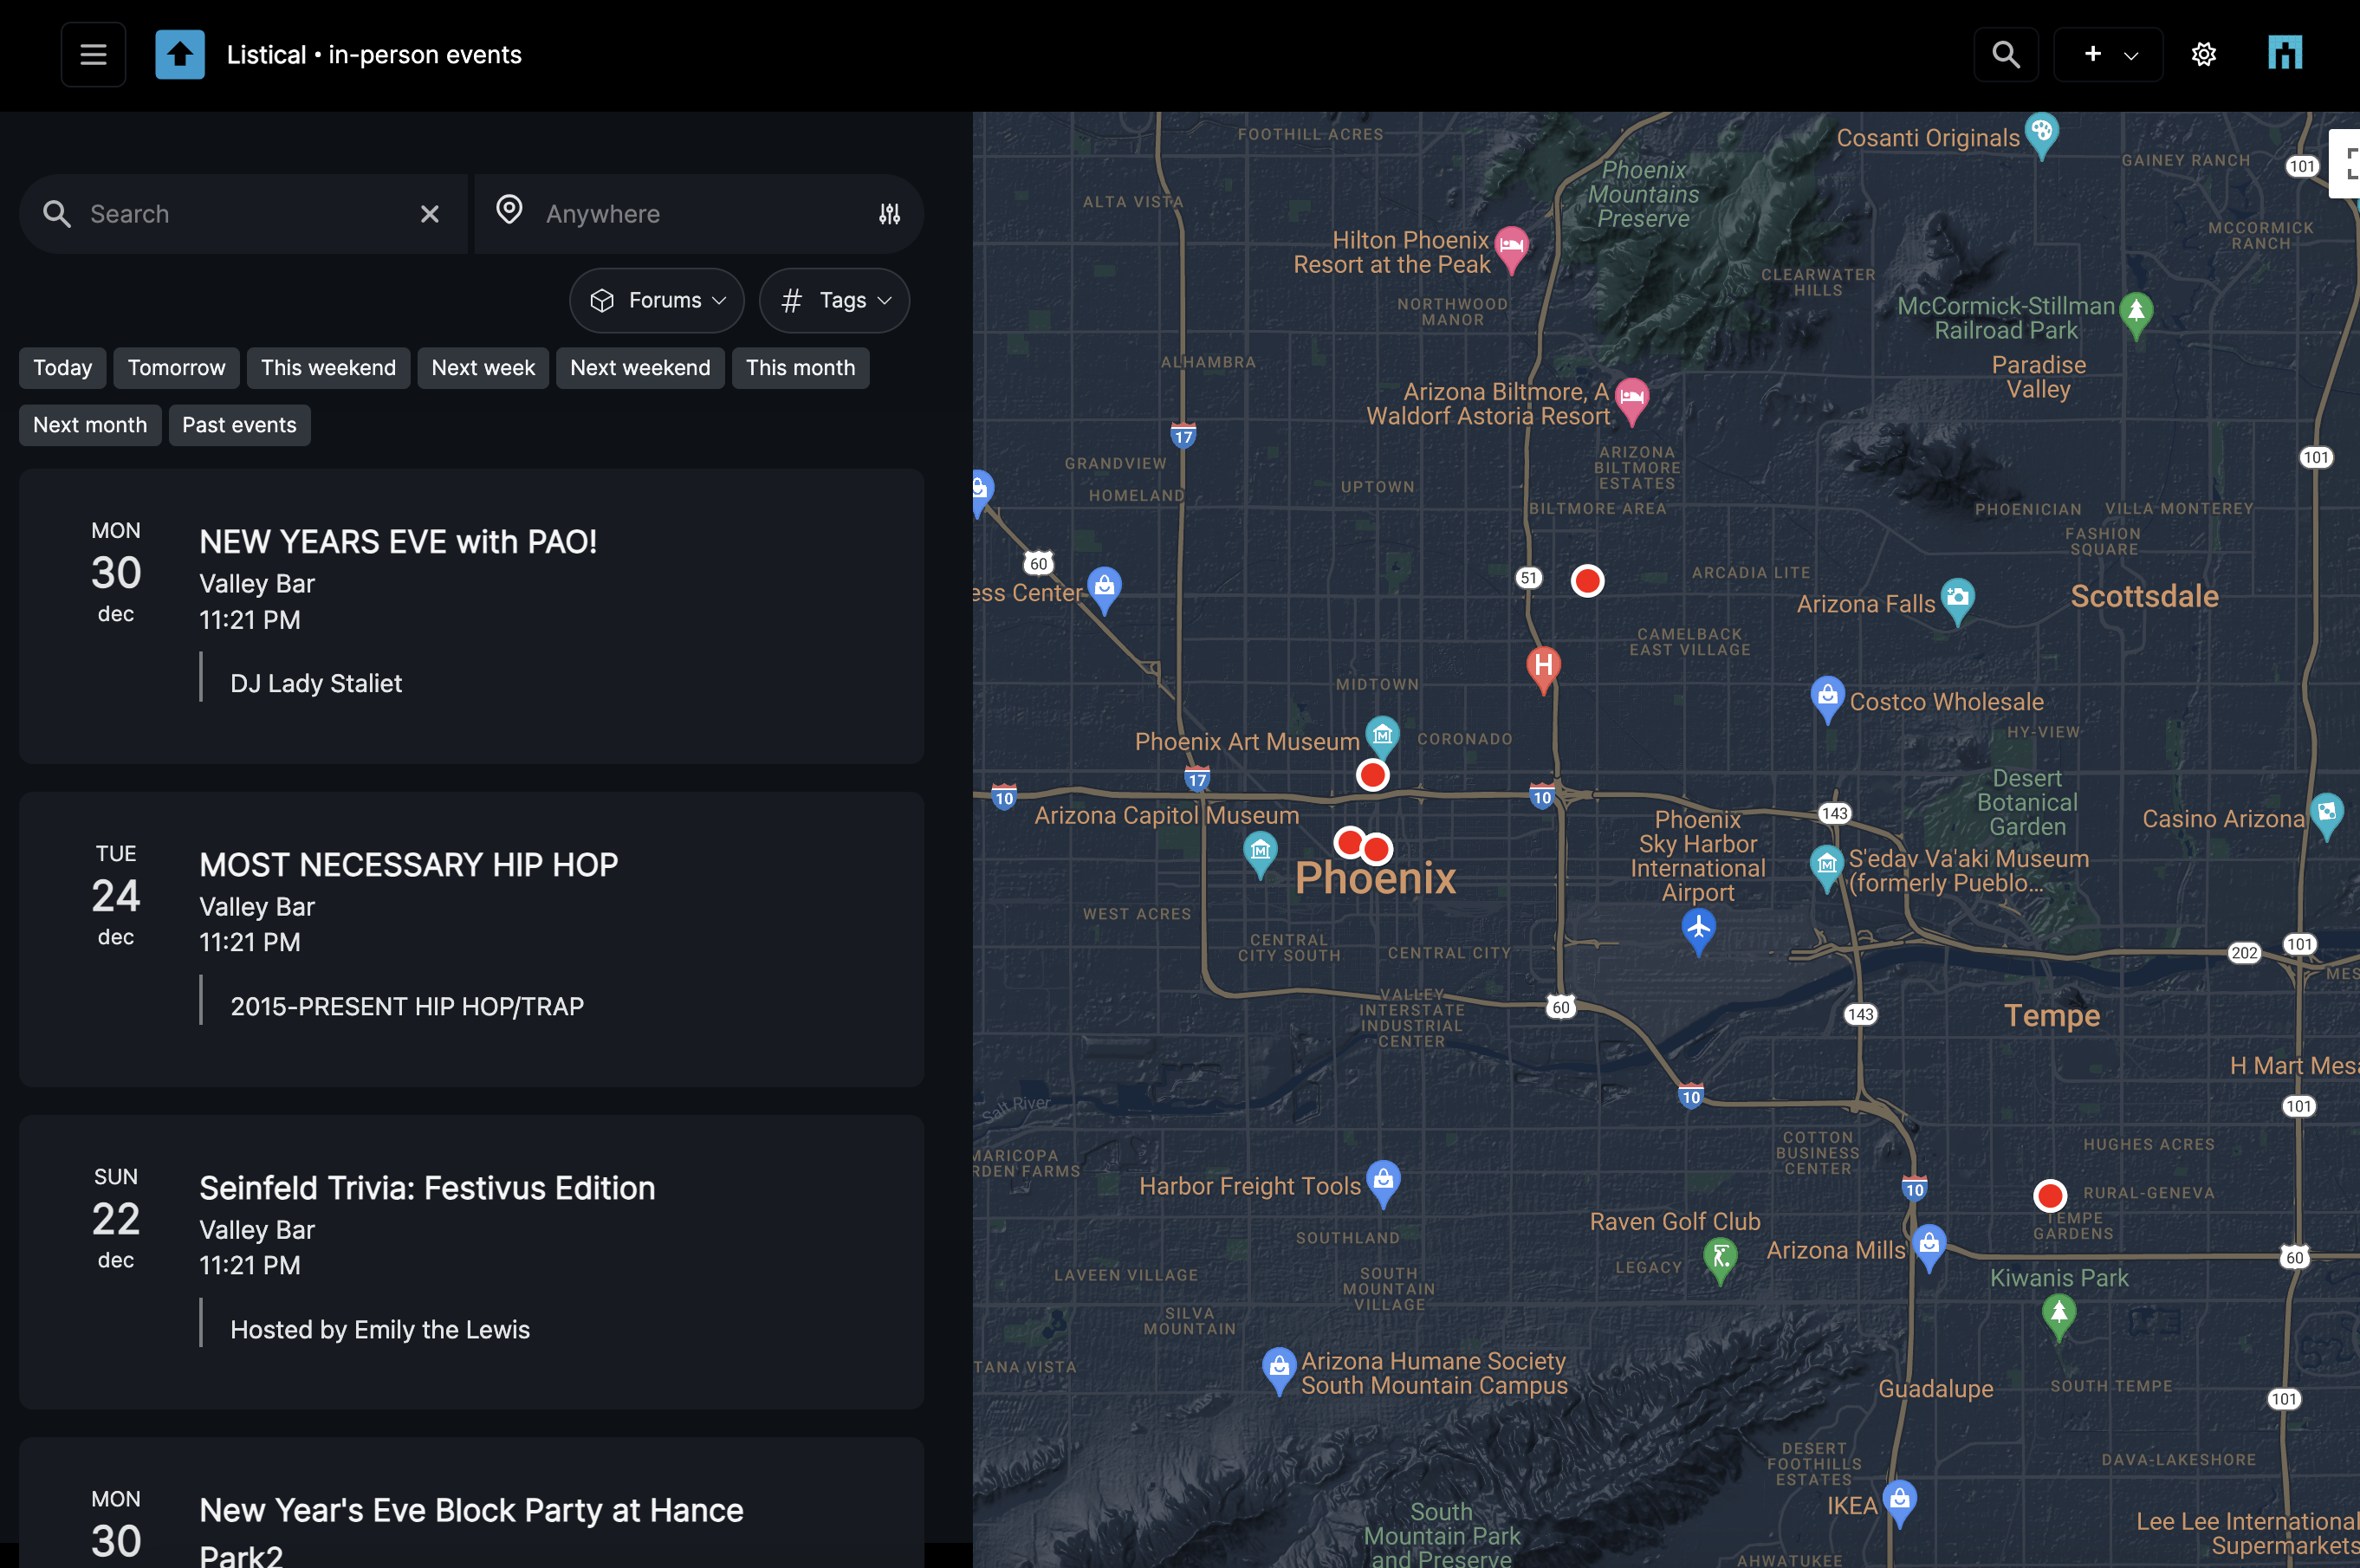 Listical • in-person events
Search
Anywhere
Forums
Tags
Today
Tomorrow
This weekend
Next week
Next weekend
This month
Next month
Past events
MON
30
dec
NEW YEARS EVE with PAO!
Valley Bar
11:21 PM
DJ Lady Staliet
TUE
24
dec
MOST NECESSARY HIP HOP
Valley Bar
11:21 PM
2015-PRESENT HIP HOP/TRAP
SUN
22
dec
Seinfeld Trivia: Festivus Edition
Valley Bar
11:21 PM
Hosted by Emily the Lewis
MON
30
New Year's Eve Block Party at Hance
Park2
FOOTHILL ACRES
Cosanti Originals
GAINEY RANCH
101
Phoenix
Mountains
Preserve
ALTA VISTA
MCCORMICK
RANCH
Hilton Phoenix
Resort at the Peak
CLEARWATER
HILLS
NORTHWOOD
MANOR
McCormick-Stillman
Railroad Park
ALHAMBRA
Paradise
Valley
Arizona Biltmore, A
Waldorf Astoria Resort
17
101
GRANDVIEW
ARIZONA
BILTMORE
ESTATES
HOMELAND
UPTOWN
BILTMORE AREA
PHOENICIAN
VILLA MONTEREY
FASHION
SQUARE
60
51
ARCADIA LITE
ess Center
Arizona Falls
Scottsdale
CAMELBACK
EAST VILLAGE
H
MIDTOWN
Costco Wholesale
Phoenix Art Museum
CORONADO
HY-VIEW
17
10
10
Desert
Botanical
Garden
Arizona Capitol Museum
143
Casino Arizona
Phoenix
Sky Harbor
International
Airport
S'edav Va'aki Museum
(formerly Pueblo...
Phoenix
WEST ACRES
CENTRAL
CITY SOUTH
CENTRAL CITY
202
101
MES
VALLEY
INTERSTATE
INDUSTRIAL
CENTER
60
143
Tempe
H Mart Mesa
Salt River
10
101
MARICOPA
RDEN FARMS
COTTON
BUSINESS
CENTER
HUGHES ACRES
Harbor Freight Tools
10
RURAL-GENEVA
TEMPE
GARDENS
Raven Golf Club
SOUTHLAND
Arizona Mills
60
LEGACY
LAVEEN VILLAGE
SOUTH
MOUNTAIN
VILLAGE
Kiwanis Park
SILVA
MOUNTAIN
TANA VISTA
Arizona Humane Society
South Mountain Campus
Guadalupe
SOUTH TEMPE
101
DESERT
FOOTHILLS
ESTATES
DAVA-LAKESHORE
IKEA
South
Mountain Park
and Preserve
Lee Lee International
Supermarkets
AHWATUKEE